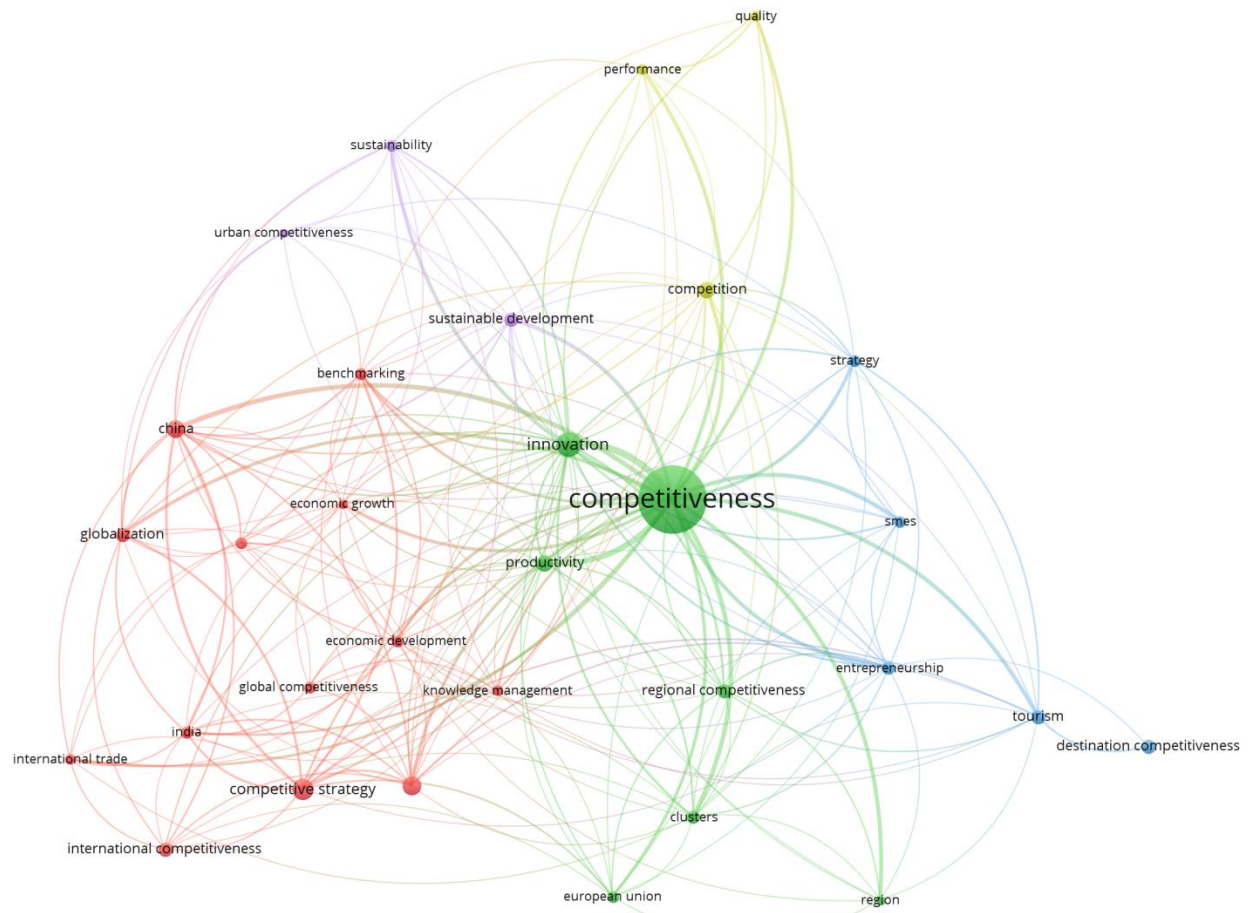 quality
performance
sustainability
urban competitiveness
competition
sustainable development
strategy
benchmarking
china
innovation
competitiveness
economic growth
smes
globalization
productivity
economic development
entrepreneurship
global competitiveness
knowledge management
regional competitiveness
tourism
india
destination competitiveness
international trade
competitive strategy
clusters
international competitiveness
european union
region